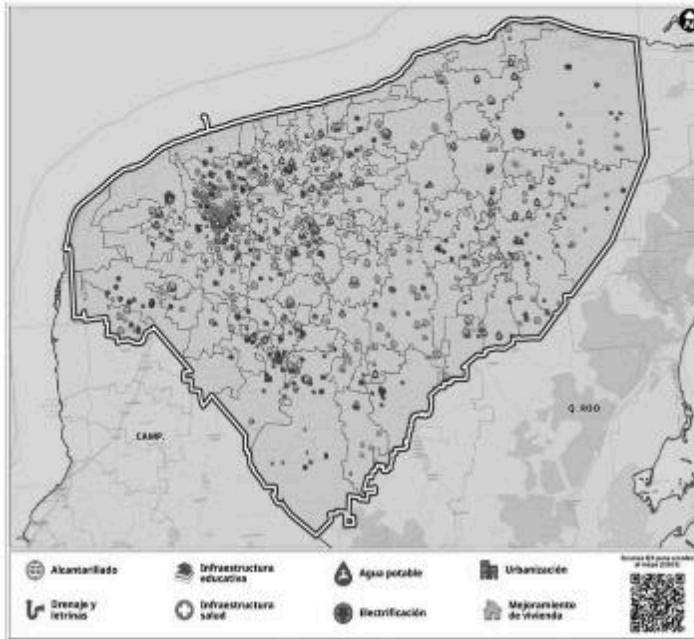 CAMP.
Q. ROO
Alcantarillado
Infraestructura
educativa
Agua potable
Urbanización
Drenaje y
letrinas
Infraestructura
salud
Electrificación
Mejoramiento
de vivienda